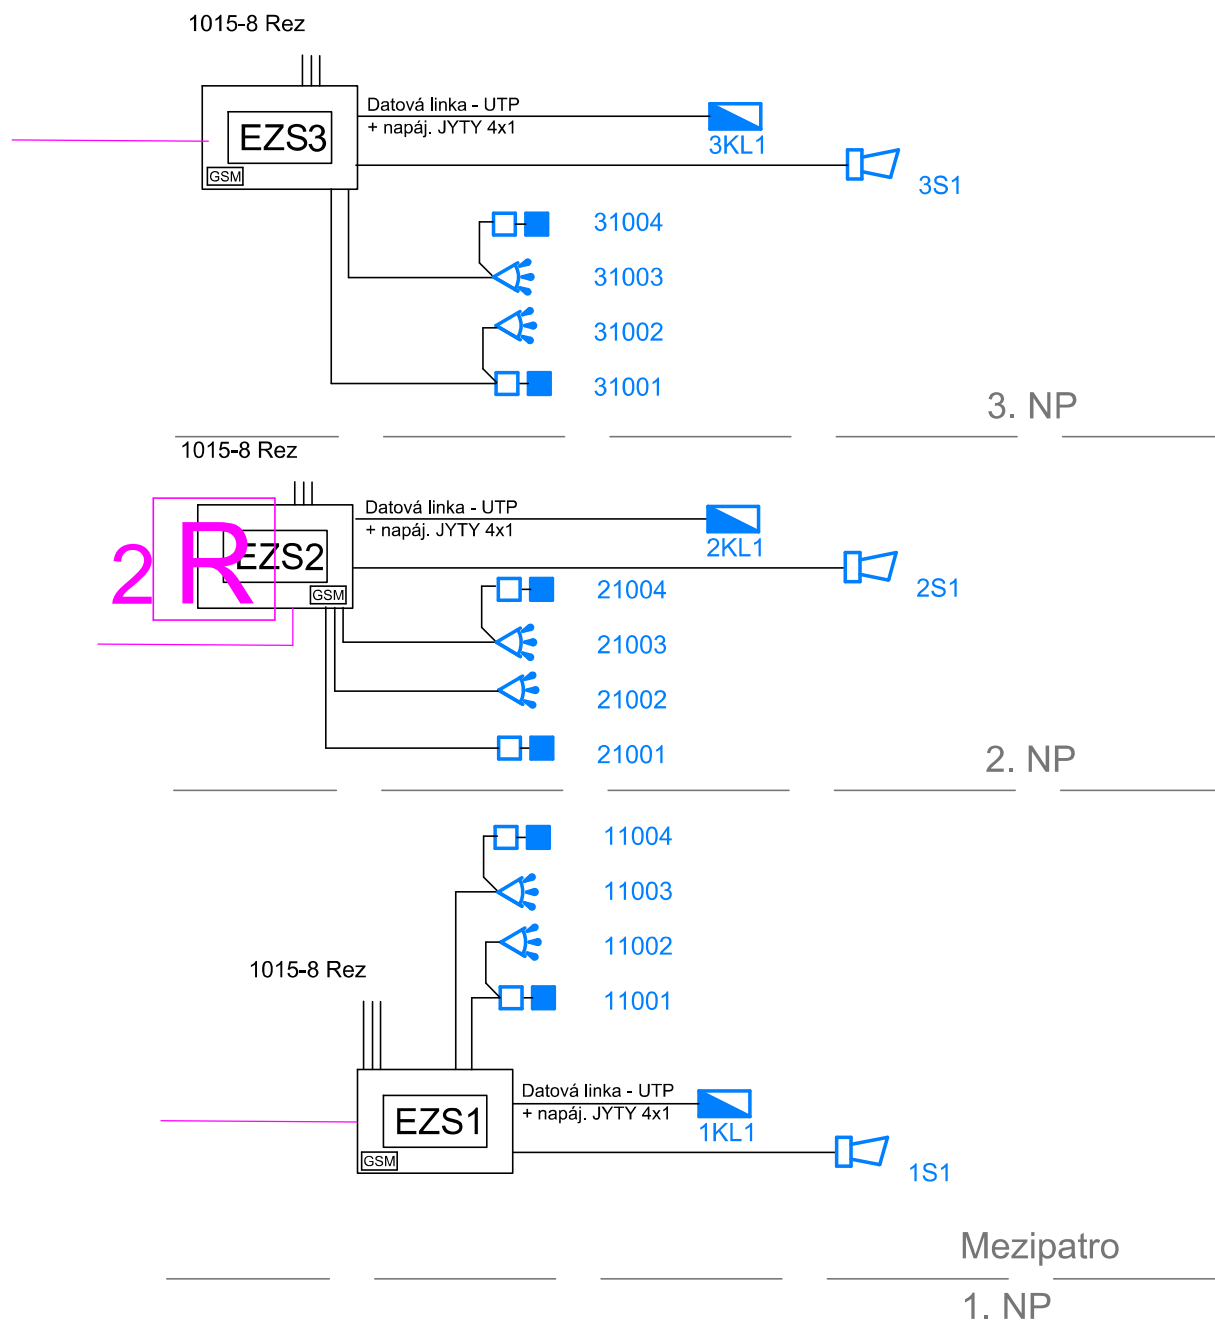 1015-8 Rez
Datová linka - UTP
+ napáj. JYTY 4x1
EZS3
GSM
3KL1
3S1
31004
31003
31002
31001
3. NP
1015-8 Rez
Datová linka - UTP
+ napáj. JYTY 4x1
2 R
EZS2
GSM
2KL1
2S1
21004
21003
21002
21001
2. NP
11004
11003
11002
11001
1015-8 Rez
Datová linka - UTP
+ napáj. JYTY 4x1
EZS1
GSM
1KL1
1S1
Mezipatro
1. NP